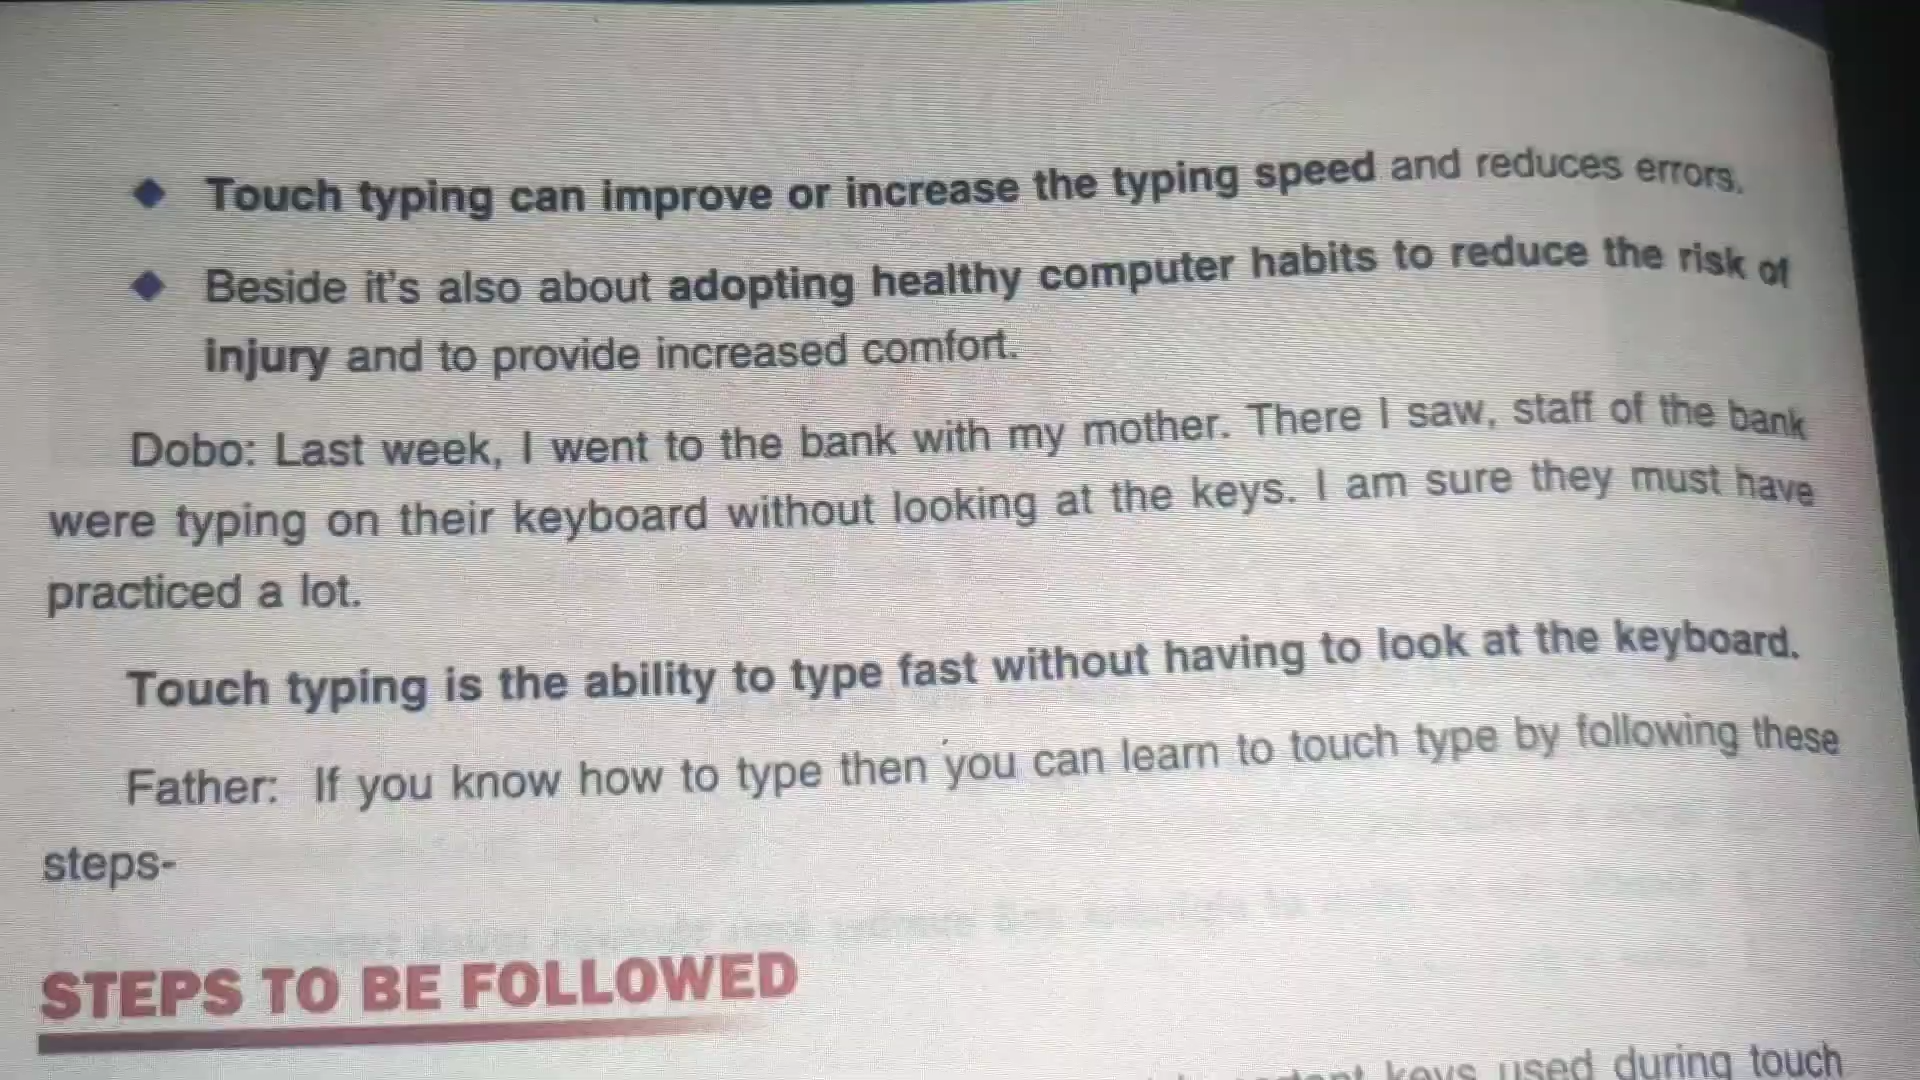 Touch typing can improve or increase the typing speed and reduces errors.
Beside it's also about adopting healthy computer habits to reduce the risk of
injury and to provide increased comfort.
Dobo: Last week, I went to the bank with my mother. There I saw, staff of the bank
were typing on their keyboard without looking at the keys. I am sure they must have
practiced a lot.
Touch typing is the ability to type fast without having to look at the keyboard.
Father: If you know how to type then you can learn to touch type by following these
steps-
STEPS TO BE FOLLOWED
keys used during touch